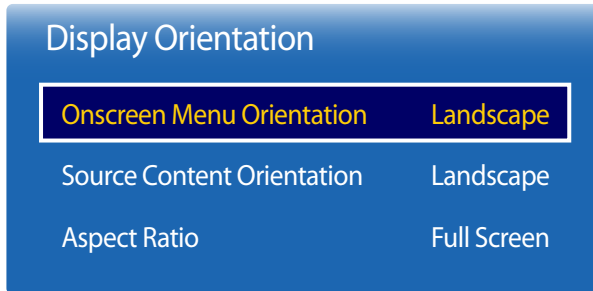 Display Orientation
Onscreen Menu Orientation Landscape
Source Content Orientation Landscape
Aspect Ratio Full Screen